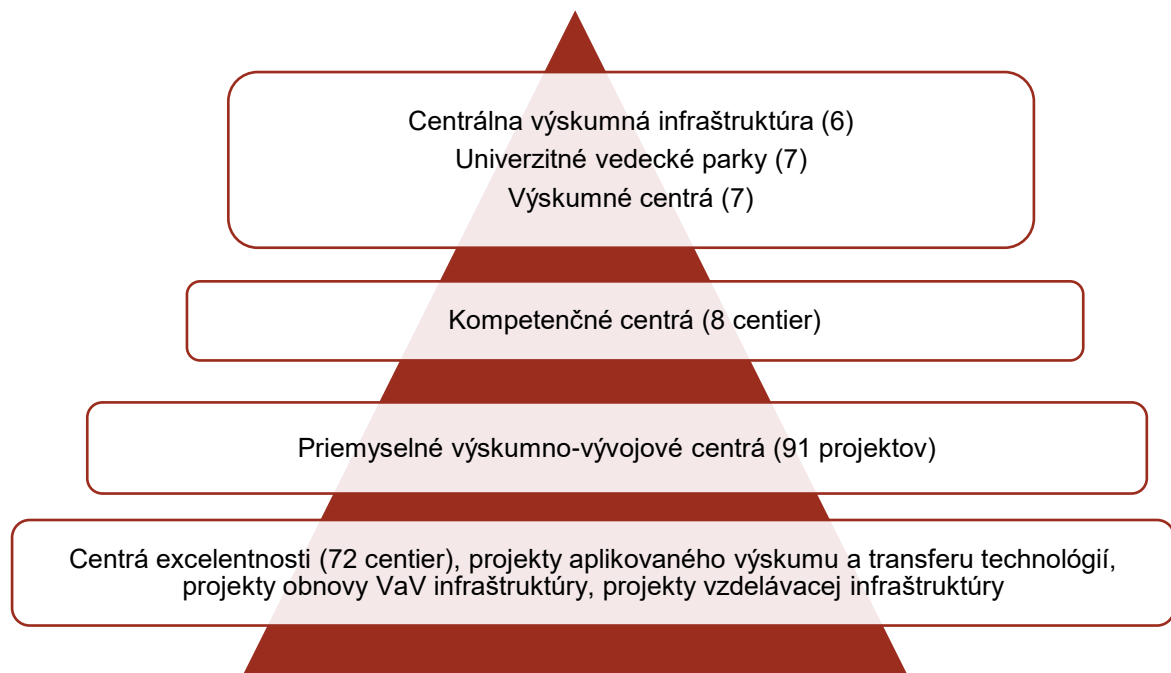 Centrálna výskumná infraštruktúra (6)
Univerzitné vedecké parky (7)
Výskumné centrá (7)
Kompetenčné centrá (8 centier)
Priemyselné výskumno-vývojové centrá (91 projektov)
Centrá excelentnosti (72 centier), projekty aplikovaného výskumu a transferu technológií,
projekty obnovy VaV infraštruktúry, projekty vzdelávacej infraštruktúry